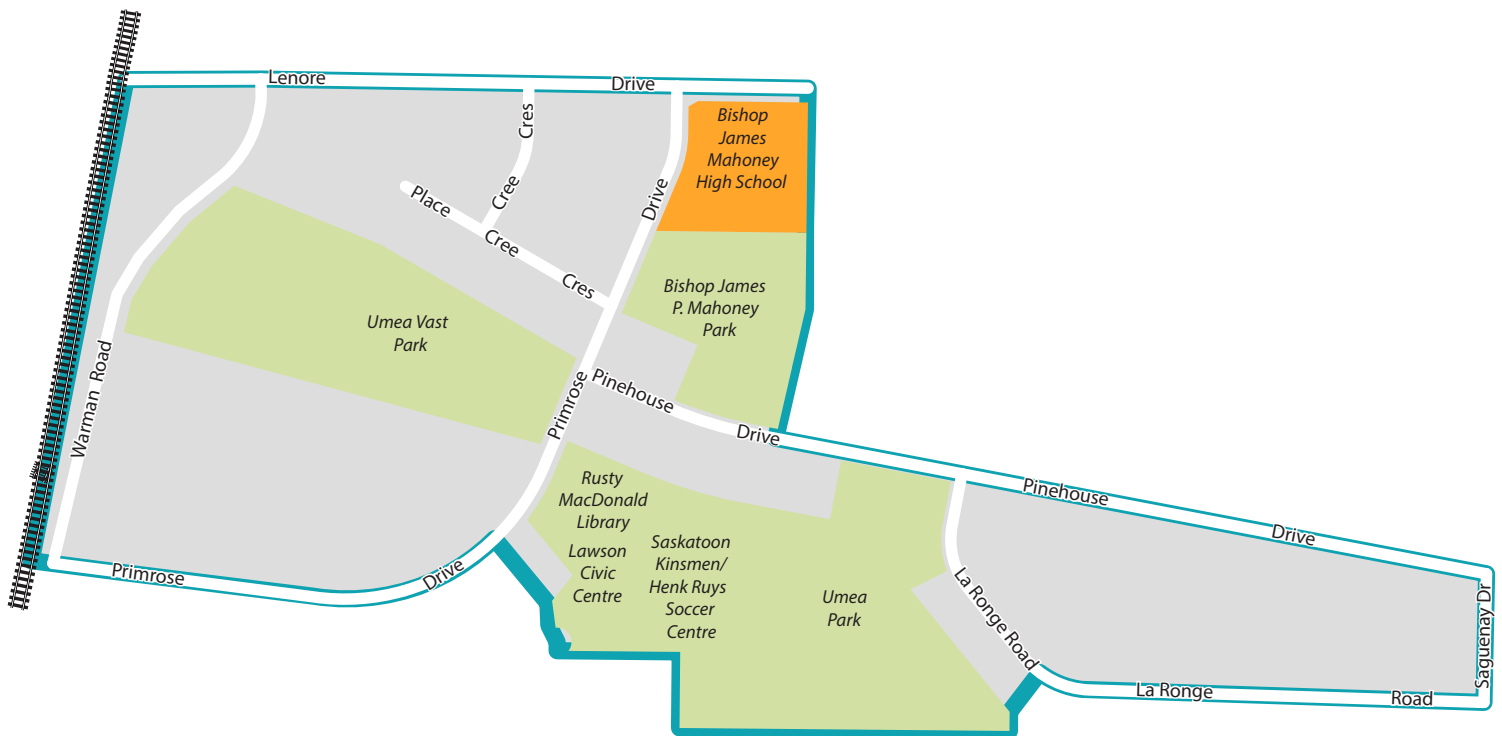 Lenore
Drive
Bishop
James
Mahoney
High School
Cres
Cree
Place
Cree
Cres
Drive
Bishop James
P. Mahoney
Park
Umea Vast
Park
Warman Road
Primrose
Pinehouse
Drive
Rusty
MacDonald
Library
Lawson
Civic
Centre
Saskatoon
Kinsmen/
Henk Ruys
Soccer
Centre
Umea
Park
Pinehouse
Drive
Primrose
Drive
La Ronge Road
La Ronge
Road
Saguenay Dr